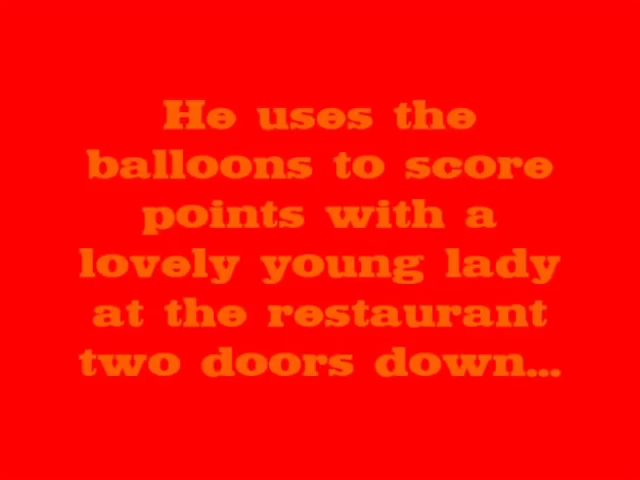 He uses the
balloons to score
points with a
lovely young lady
at the restaurant
two doors down...